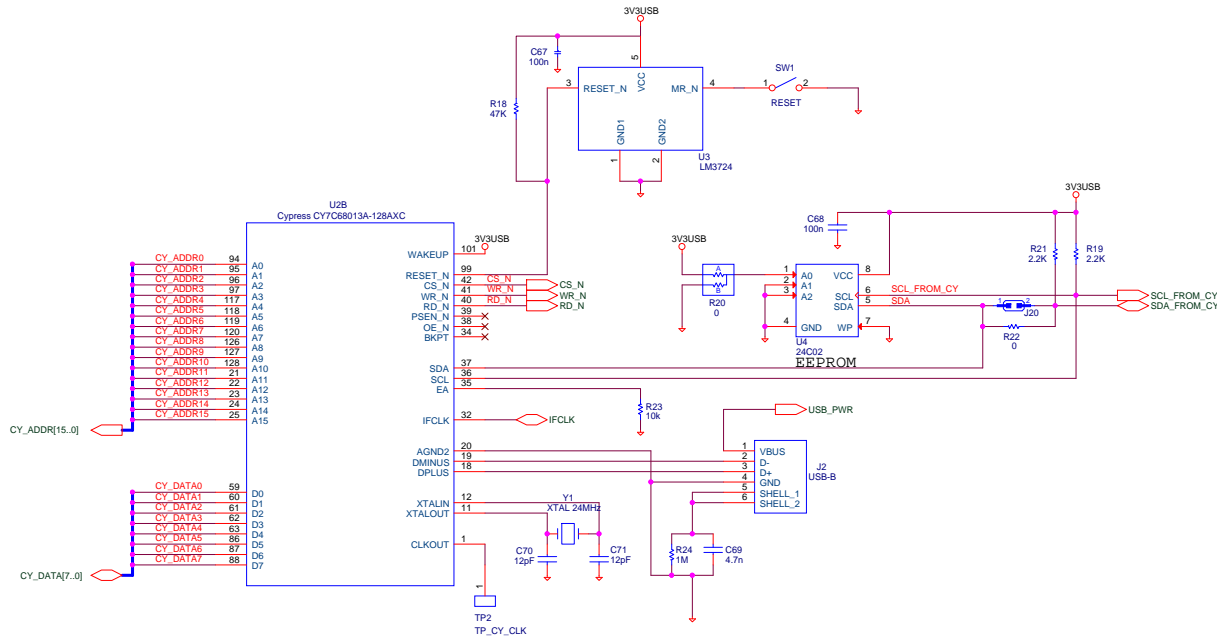 3V3USB
C67
100n
R18
47K
5
VCC
3
RESET_N
MR_N
4
GND1
GND2
1
2
U3
LM3724
SW1
1
2
RESET
U2B
Cypress CY7C68013A-128AXC
CY_ADDR0 94 A0
CY_ADDR1 95 A1
CY_ADDR2 96 A2
CY_ADDR3 97 A3
CY_ADDR4 117 A4
CY_ADDR5 118 A5
CY_ADDR6 119 A6
CY_ADDR7 120 A7
CY_ADDR8 126 A8
CY_ADDR9 127 A9
CY_ADDR10 128 A10
CY_ADDR11 21 A11
CY_ADDR12 22 A12
CY_ADDR13 23 A13
CY_ADDR14 24 A14
CY_ADDR15 25 A15
CY_ADDR[15..0]
CY_DATA0 59 D0
CY_DATA1 60 D1
CY_DATA2 61 D2
CY_DATA3 62 D3
CY_DATA4 63 D4
CY_DATA5 86 D5
CY_DATA6 87 D6
CY_DATA7 88 D7
CY_DATA[7..0]
WAKEUP 101 3V3USB
RESET_N 99
CS_N 42 CS_N CS_N
WR_N 41 WR_N WR_N
RD_N 40 RD_N RD_N
PSEN_N 39
OE_N 38
BKPT 34
SDA 37
SCL 36
EA 35
IFCLK 32 IFCLK
AGND2 20
DMINUS 19
DPLUS 18
XTALIN 12
XTALOUT 11
CLKOUT 1
1
TP2
TP_CY_CLK
Y1
XTAL 24MHz
C70
12pF
C71
12pF
R23
10k
3V3USB
A
B
R20
0
C68
100n
3V3USB
R21
2.2K
R19
2.2K
1 A0
2 A1
3 A2
4 GND
VCC 8
SCL 6
SDA 5
WP 7
U4
24C02
EEPROM
SCL_FROM_CY
SDA
1
2
J20
R22
0
SCL_FROM_CY
SDA_FROM_CY
USB_PWR
1 VBUS
2 D-
3 D+
4 GND
5 SHELL_1
6 SHELL_2
J2
USB-B
R24
1M
C69
4.7n